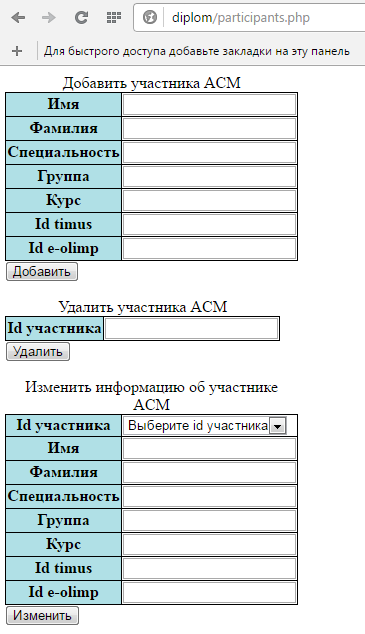 diplom/participants.php
Для быстрого доступа добавьте закладки на эту панель
Добавить участника ACM
Имя
Фамилия
Специальность
Группа
Курс
Id timus
Id e-olimp
Добавить
Удалить участника ACM
Id участника
Удалить
Изменить информацию об участнике
ACM
Id участника Выберите id участника
Имя
Фамилия
Специальность
Группа
Курс
Id timus
Id e-olimp
Изменить